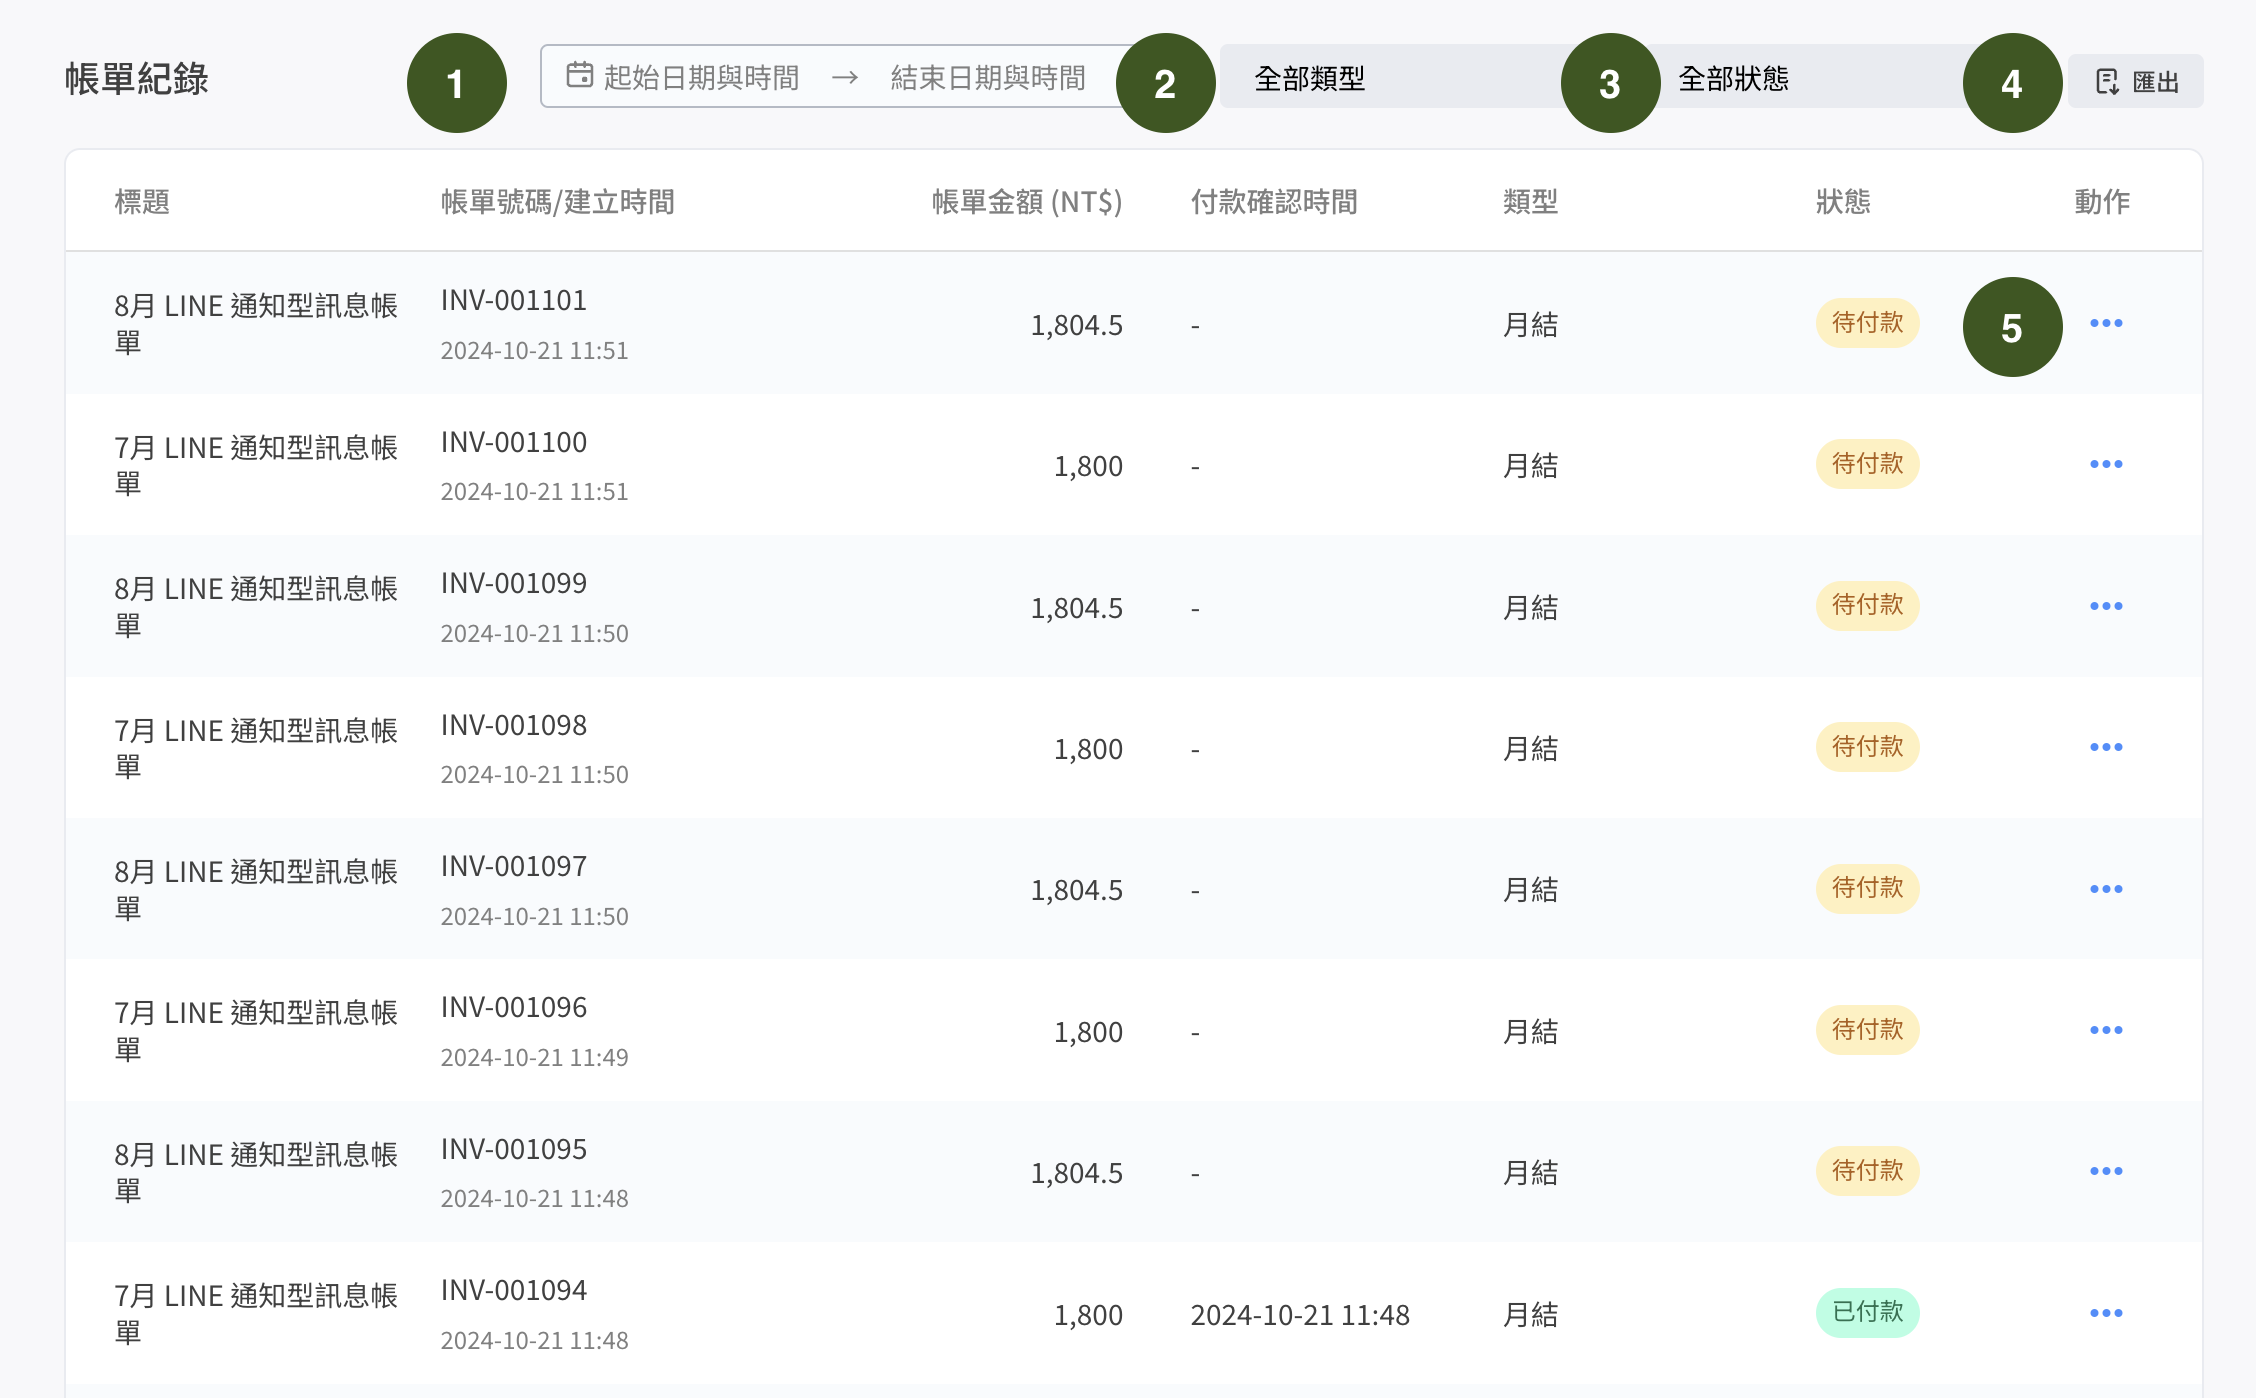 帳單紀錄
1
起始日期與時間 → 結束日期與時間
2
全部類型
3
全部狀態
4
匯出
標題 帳單號碼/建立時間 帳單金額 (NT$) 付款確認時間 類型 狀態 動作
8月 LINE 通知型訊息帳
單
INV-001101
2024-10-21 11:51
1,804.5 - 月結 待付款
5
7月 LINE 通知型訊息帳
單
INV-001100
2024-10-21 11:51
1,800 - 月結 待付款
8月 LINE 通知型訊息帳
單
INV-001099
2024-10-21 11:50
1,804.5 - 月結 待付款
7月 LINE 通知型訊息帳
單
INV-001098
2024-10-21 11:50
1,800 - 月結 待付款
8月 LINE 通知型訊息帳
單
INV-001097
2024-10-21 11:50
1,804.5 - 月結 待付款
7月 LINE 通知型訊息帳
單
INV-001096
2024-10-21 11:49
1,800 - 月結 待付款
8月 LINE 通知型訊息帳
單
INV-001095
2024-10-21 11:48
1,804.5 - 月結 待付款
7月 LINE 通知型訊息帳
單
INV-001094
2024-10-21 11:48
1,800 2024-10-21 11:48 月結 已付款